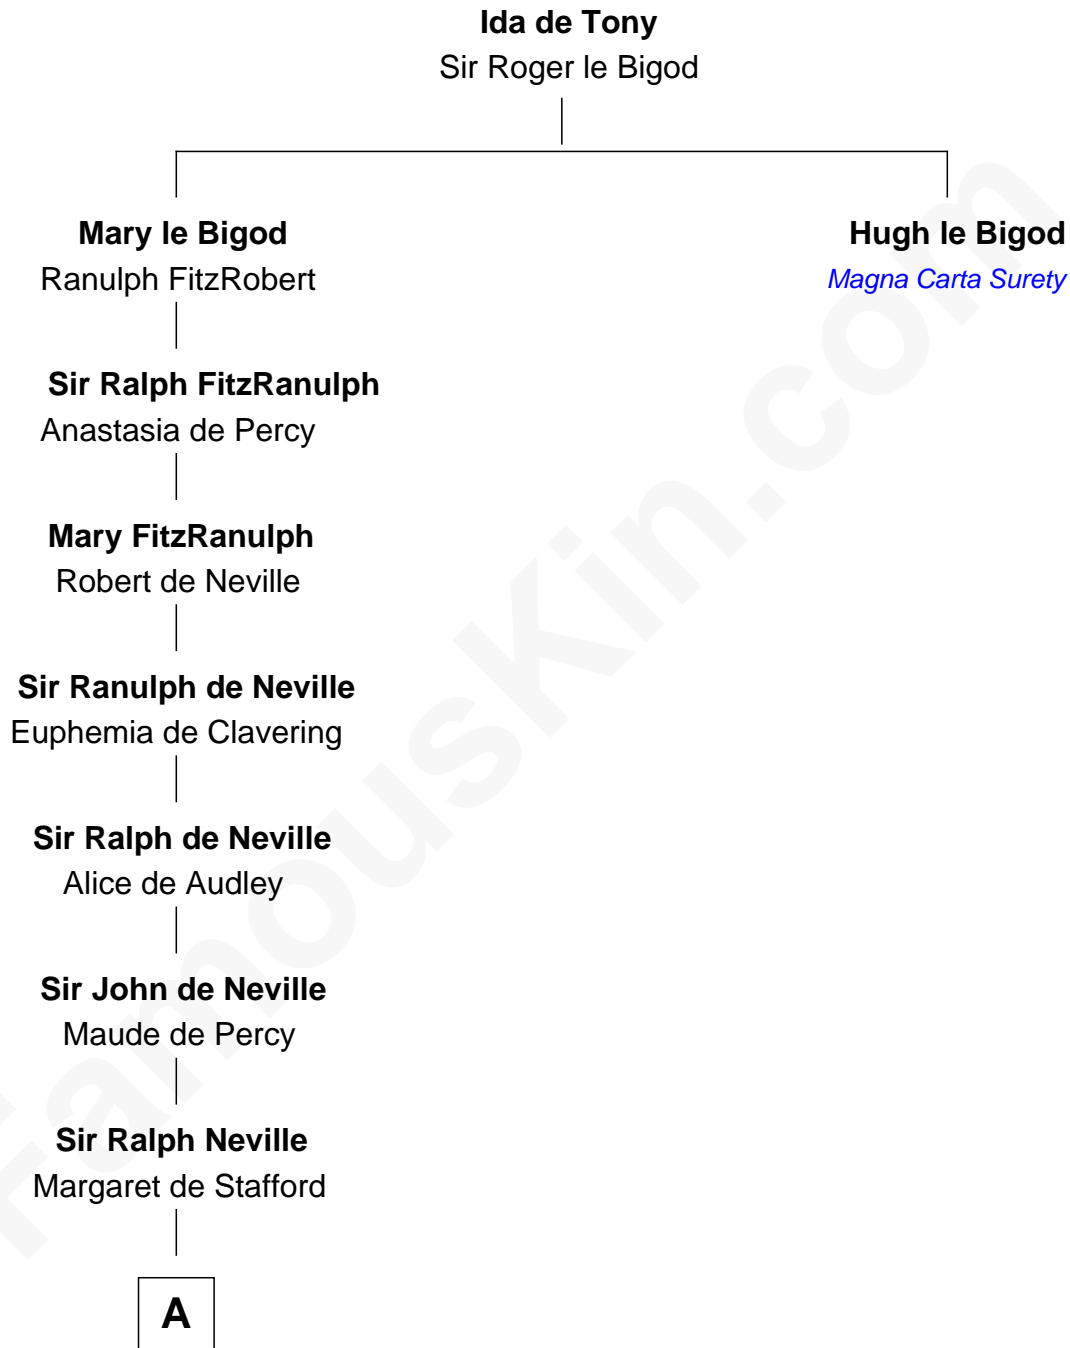 Ida de Tony
Sir Roger le Bigod
Mary le Bigod
Ranulph FitzRobert
Hugh le Bigod
Magna Carta Surety
Sir Ralph FitzRanulph
Anastasia de Percy
Mary FitzRanulph
Robert de Neville
Sir Ranulph de Neville
Euphemia de Clavering
Sir Ralph de Neville
Alice de Audley
Sir John de Neville
Maude de Percy
Sir Ralph Neville
Margaret de Stafford
A
FamousKin.com